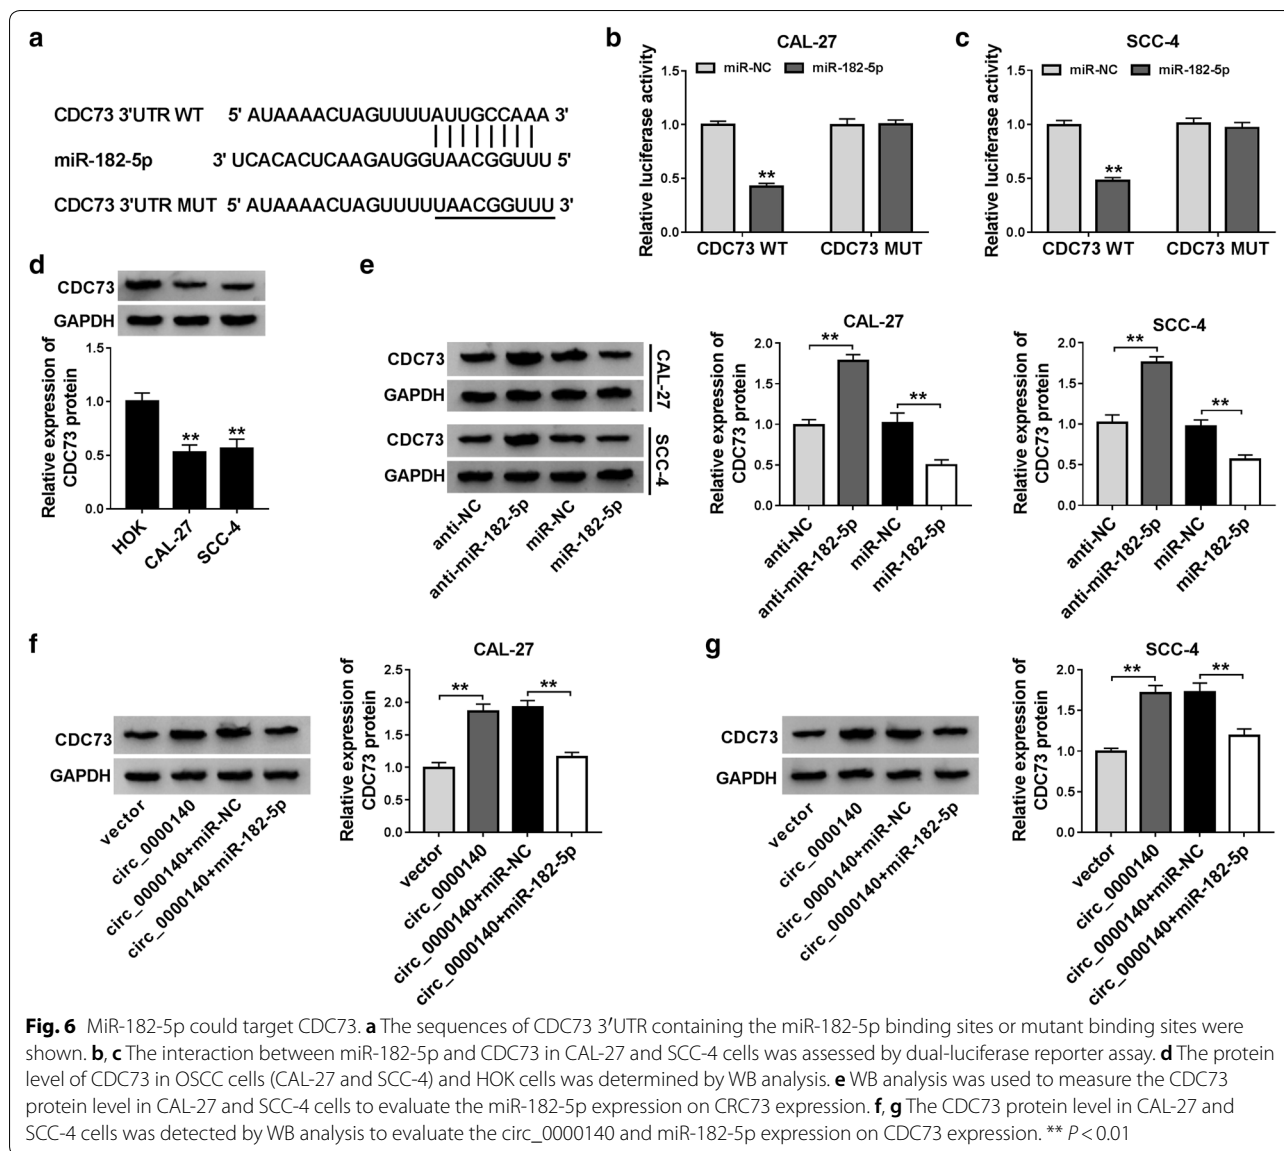 a
CDC73 3'UTR WT 5' AUAAAACUAGUUUUAUUGCCAAA 3'
miR-182-5p 3' UCACACUCAAGAUGGUAACGGUUU 5'
CDC73 3'UTR MUT 5' AUAAAACUAGUUUUUAACGGUUU 3'
b
CAL-27
miR-NC miR-182-5p
Relative luciferase activity
1.5
1.0
0.5
0.0
**
CDC73 WT CDC73 MUT
c
SCC-4
miR-NC miR-182-5p
Relative luciferase activity
1.5
1.0
0.5
0.0
**
CDC73 WT CDC73 MUT
d
CDC73
GAPDH
Relative expression of
CDC73 protein
1.5
1.0
0.5
0.0
** **
HOK CAL-27 SCC-4
e
CDC73
GAPDH
CAL-27
CDC73
GAPDH
SCC-4
anti-NC anti-miR-182-5p miR-NC miR-182-5p
CAL-27
Relative expression of
CDC73 protein
2.0
1.5
1.0
0.5
0.0
** **
anti-NC anti-miR-182-5p miR-NC miR-182-5p
SCC-4
Relative expression of
CDC73 protein
2.0
1.5
1.0
0.5
0.0
** **
anti-NC anti-miR-182-5p miR-NC miR-182-5p
f
CDC73
GAPDH
vector circ_0000140 circ_0000140+miR-NC circ_0000140+miR-182-5p
CAL-27
Relative expression of
CDC73 protein
2.5
2.0
1.5
1.0
0.5
0.0
** **
vector circ_0000140 circ_0000140+miR-NC circ_0000140+miR-182-5p
g
CDC73
GAPDH
vector circ_0000140 circ_0000140+miR-NC circ_0000140+miR-182-5p
SCC-4
Relative expression of
CDC73 protein
2.0
1.5
1.0
0.5
0.0
** **
vector circ_0000140 circ_0000140+miR-NC circ_0000140+miR-182-5p
Fig. 6 MiR-182-5p could target CDC73. a The sequences of CDC73 3′UTR containing the miR-182-5p binding sites or mutant binding sites were
shown. b, c The interaction between miR-182-5p and CDC73 in CAL-27 and SCC-4 cells was assessed by dual-luciferase reporter assay. d The protein
level of CDC73 in OSCC cells (CAL-27 and SCC-4) and HOK cells was determined by WB analysis. e WB analysis was used to measure the CDC73
protein level in CAL-27 and SCC-4 cells to evaluate the miR-182-5p expression on CRC73 expression. f, g The CDC73 protein level in CAL-27 and
SCC-4 cells was detected by WB analysis to evaluate the circ_0000140 and miR-182-5p expression on CDC73 expression. ** P < 0.01